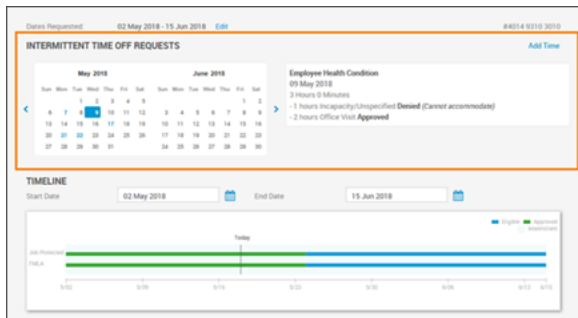 Dates Requested: 02 May 2018 - 15 Jun 2018 Edit #4014 9310 3010
INTERMITTENT TIME OFF REQUESTS Add Time
May 2018 June 2018
Sun Mon Tue Wed Thu Fri Sat Sun Mon Tue Wed Thu Fri Sat
1 2 3 4 5 1 2
6 7 8 9 10 11 12 3 4 5 6 7 8 9
13 14 15 16 17 18 19 10 11 12 13 14 15 16
20 21 22 23 24 25 26 17 18 19 20 21 22 23
27 28 29 30 31 24 25 26 27 28 29 30
Employee Health Condition
09 May 2018
3 Hours 0 Minutes
- 1 hours Incapacity/Unspecified Denied (Cannot accommodate)
- 2 hours Office Visit Approved
TIMELINE
Start Date 02 May 2018 End Date 15 Jun 2018
Eligible Approved
Today
Job Protected
FMLA
5/02 5/09 5/16 5/23 5/30 6/06 6/13 6/15